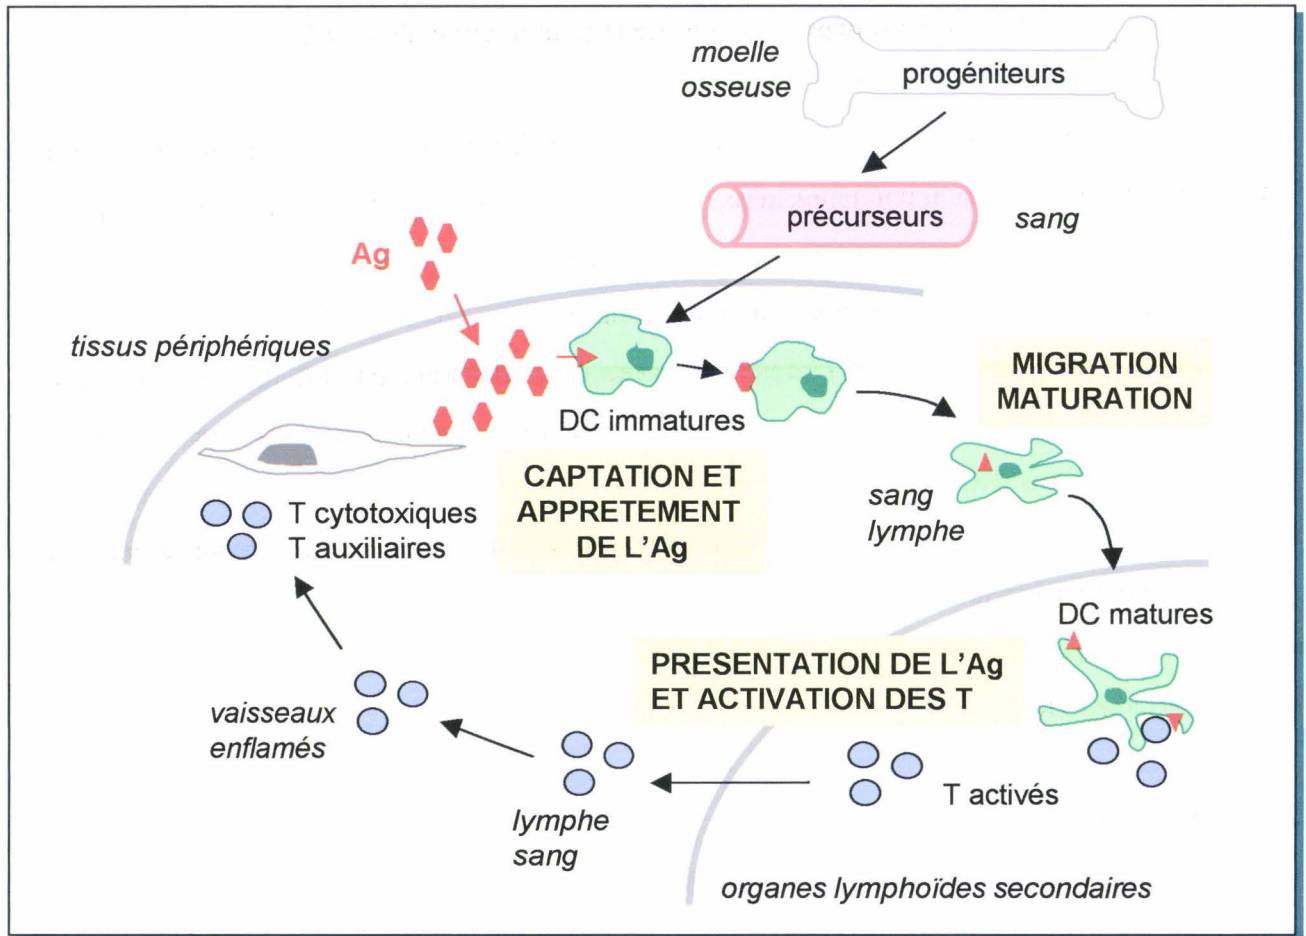 moelle
osseuse
progéniteurs
précurseurs
sang
Ag
tissus périphériques
DC immatures
MIGRATION
MATURATION
CAPTATION ET
APPRETEMENT
DE L'Ag
sang
lymphe
T cytotoxiques
T auxiliaires
DC matures
PRESENTATION DE L'Ag
ET ACTIVATION DES T
vaisseaux
enflamés
T activés
lymphe
sang
organes lymphoïdes secondaires